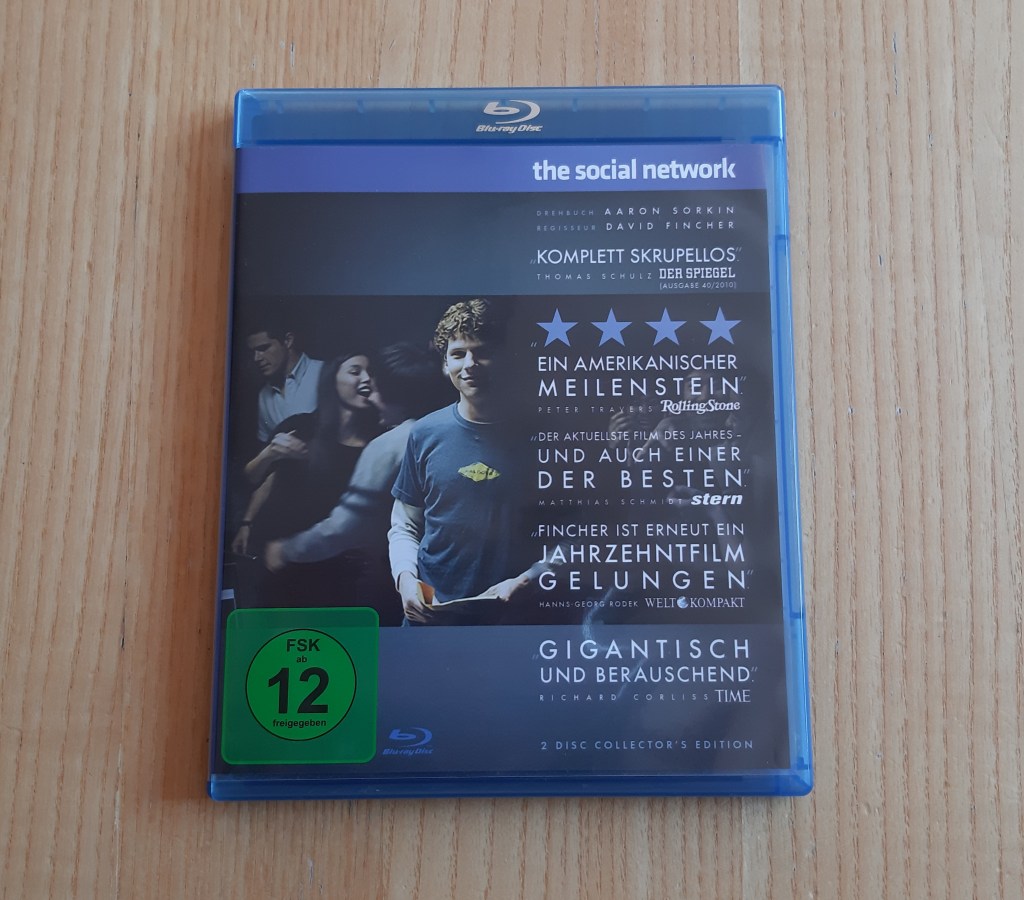 Blu-ray Disc
the social network
DREHBUCH AARON SORKIN
REGISSEUR DAVID FINCHER
„KOMPLETT SKRUPELLOS“
THOMAS SCHULZ DER SPIEGEL
(AUSGABE 40/2010)
„EIN AMERIKANISCHER
MEILENSTEIN“
PETER TRAVERS RollingStone
„DER AKTUELLSTE FILM DES JAHRES –
UND AUCH EINER
DER BESTEN.“
MATTHIAS SCHMIDT stern
„FINCHER IST ERNEUT EIN
JAHRZEHNTFILM
GELUNGEN“
HANNS-GEORG RODEK WELT KOMPAKT
„GIGANTISCH
UND BERAUSCHEND.“
RICHARD CORLISS TIME
2 DISC COLLECTOR'S EDITION
FSK
ab
12
freigegeben
Blu-ray Disc